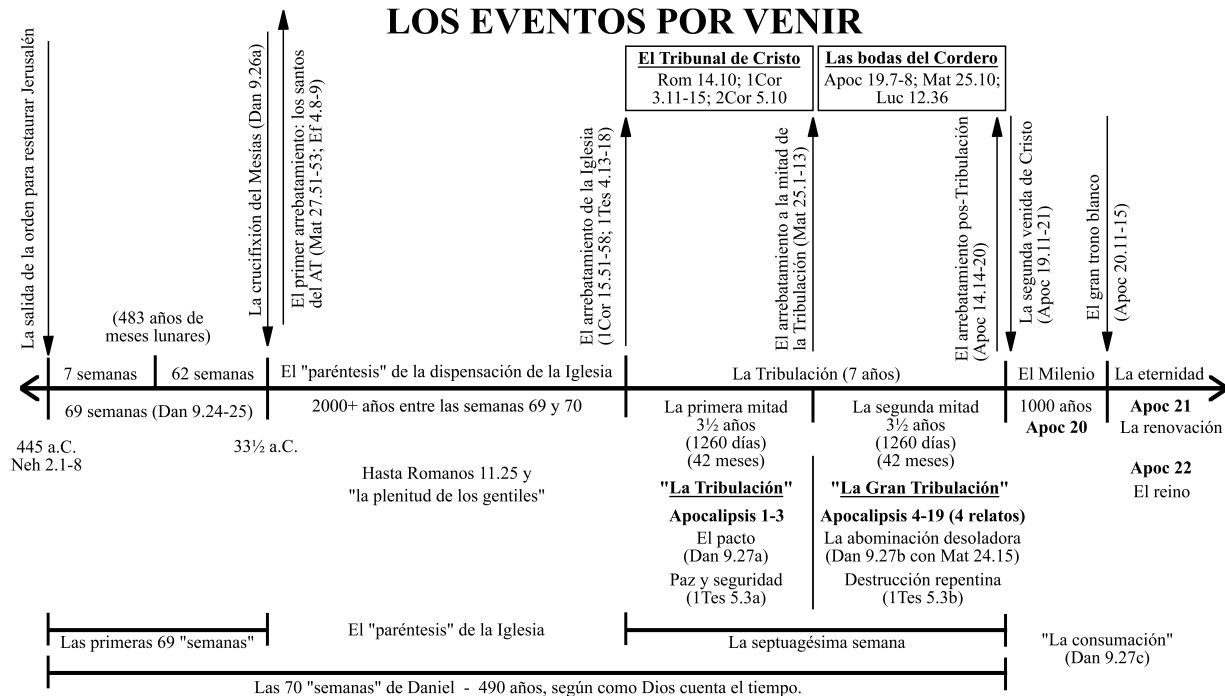 LOS EVENTOS POR VENIR
La salida de la orden para restaurar Jerusalén
La crucifixión del Mesías (Dan 9.26a)
El primer arrebatamiento: los santos
del AT (Mat 27.51-53; Ef 4.8-9)
El arrebatamiento de la Iglesia
(1Cor 15.51-58; 1Tes 4.13-18)
El Tribunal de Cristo
Rom 14.10; 1Cor
3.11-15; 2Cor 5.10
El arrebatamiento a la mitad de
la Tribulación (Mat 25.1-13)
Las bodas del Cordero
Apoc 19.7-8; Mat 25.10;
Luc 12.36
El arrebatamiento pos-Tribulación
(Apoc 14.14-20)
La segunda venida de Cristo
(Apoc 19.11-21)
El gran trono blanco
(Apoc 20.11-15)
(483 años de
meses lunares)
7 semanas
62 semanas
El "paréntesis" de la dispensación de la Iglesia
La Tribulación (7 años)
El Milenio
La eternidad
69 semanas (Dan 9.24-25)
2000+ años entre las semanas 69 y 70
445 a.C.
Neh 2.1-8
33½ a.C.
Hasta Romanos 11.25 y
"la plenitud de los gentiles"
La primera mitad
3½ años
(1260 días)
(42 meses)
"La Tribulación"
Apocalipsis 1-3
El pacto
(Dan 9.27a)
Paz y seguridad
(1Tes 5.3a)
La segunda mitad
3½ años
(1260 días)
(42 meses)
"La Gran Tribulación"
Apocalipsis 4-19 (4 relatos)
La abominación desoladora
(Dan 9.27b con Mat 24.15)
Destrucción repentina
(1Tes 5.3b)
1000 años
Apoc 20
Apoc 21
La renovación
Apoc 22
El reino
Las primeras 69 "semanas"
El "paréntesis" de la Iglesia
La septuagésima semana
"La consumación"
(Dan 9.27c)
Las 70 "semanas" de Daniel - 490 años, según como Dios cuenta el tiempo.